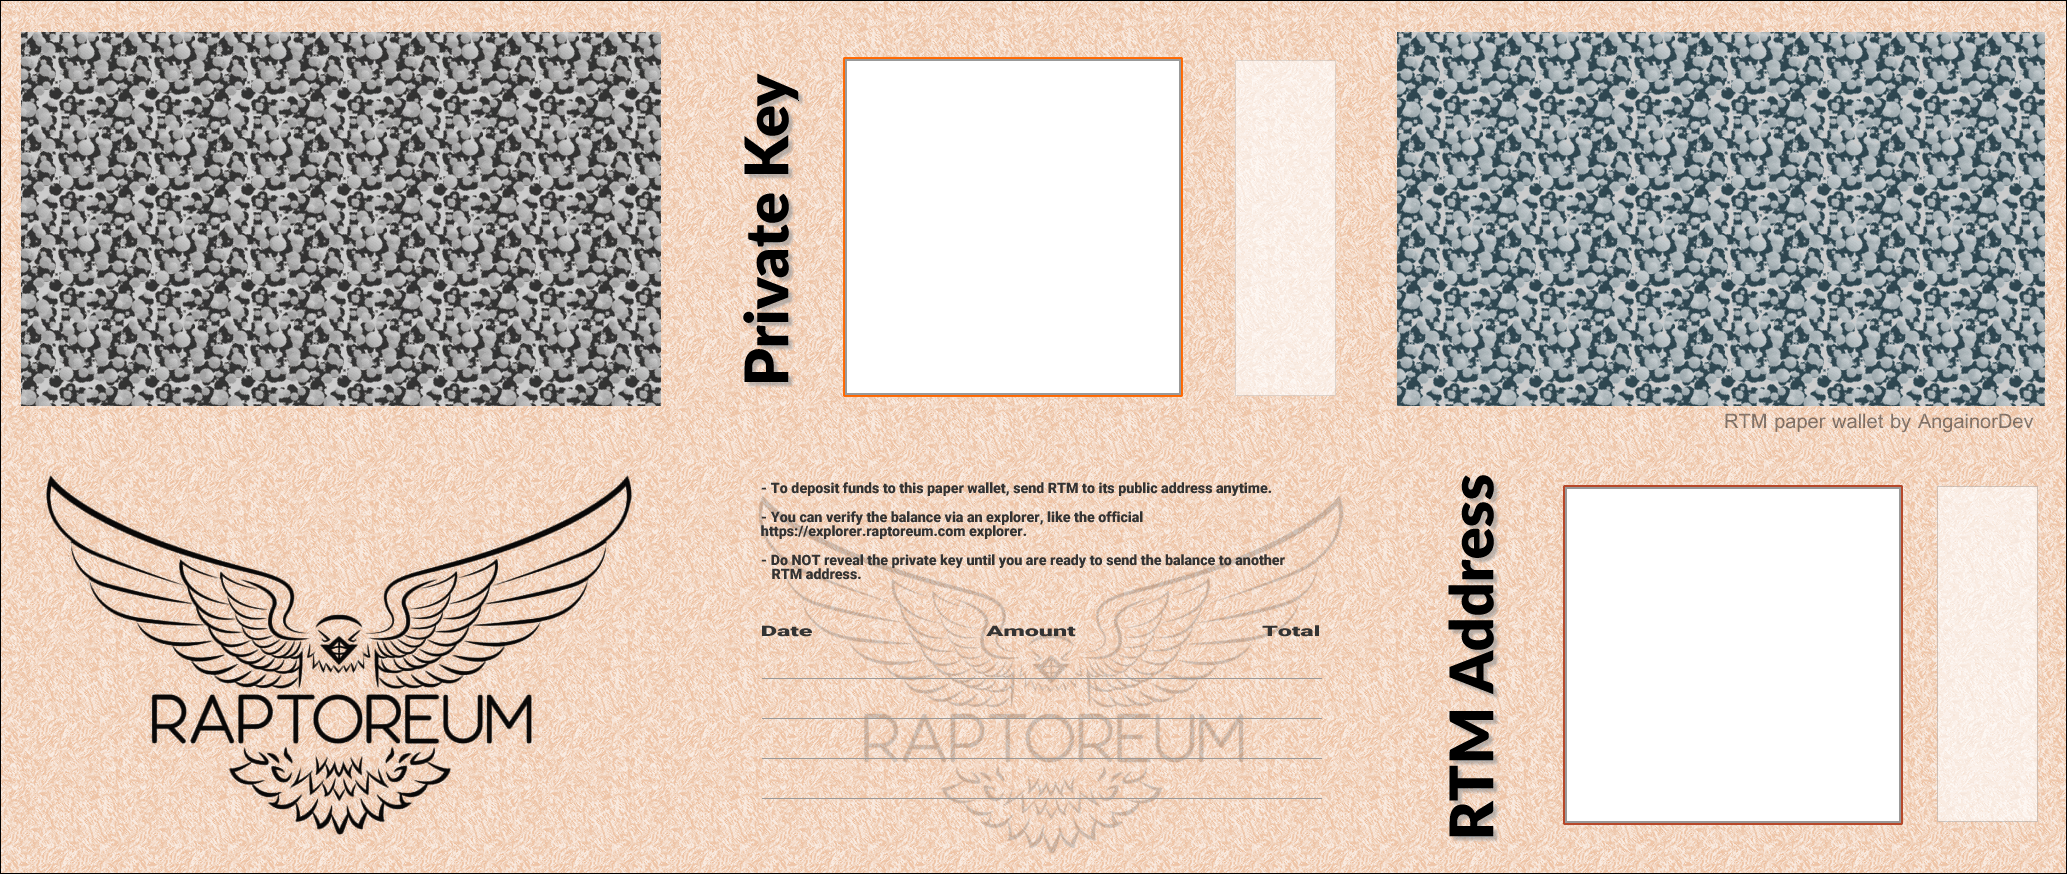 Private Key
RTM paper wallet by AngainorDev
RAPTOREUM
- To deposit funds to this paper wallet, send RTM to its public address anytime.
- You can verify the balance via an explorer, like the official
https://explorer.raptoreum.com explorer.
- Do NOT reveal the private key until you are ready to send the balance to another
RTM address.
Date Amount Total
RAPTOREUM
RTM Address